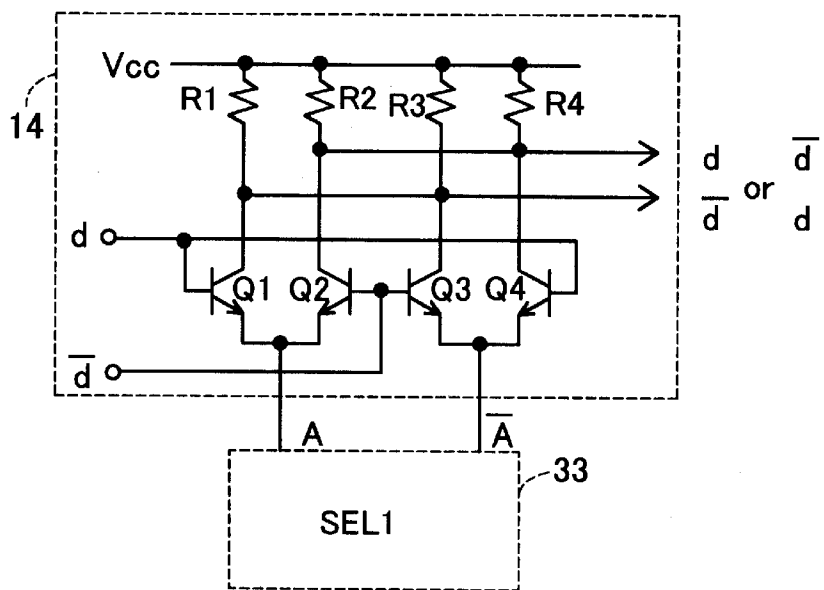 Vcc
R1 R2 R3 R4
14
d d̅
or
d̅ d
d
Q1 Q2 Q3 Q4
d̅
A A̅
33
SEL1